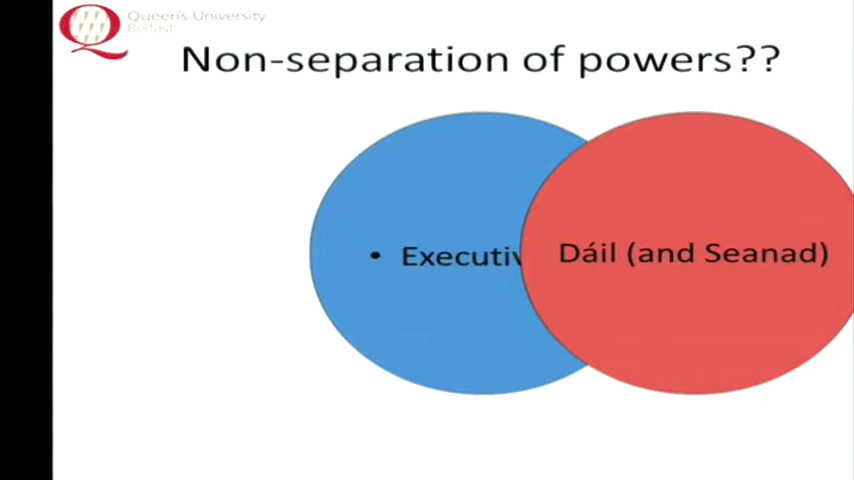 Queen's University
Belfast
Non-separation of powers??
• Executiv
Dáil (and Seanad)